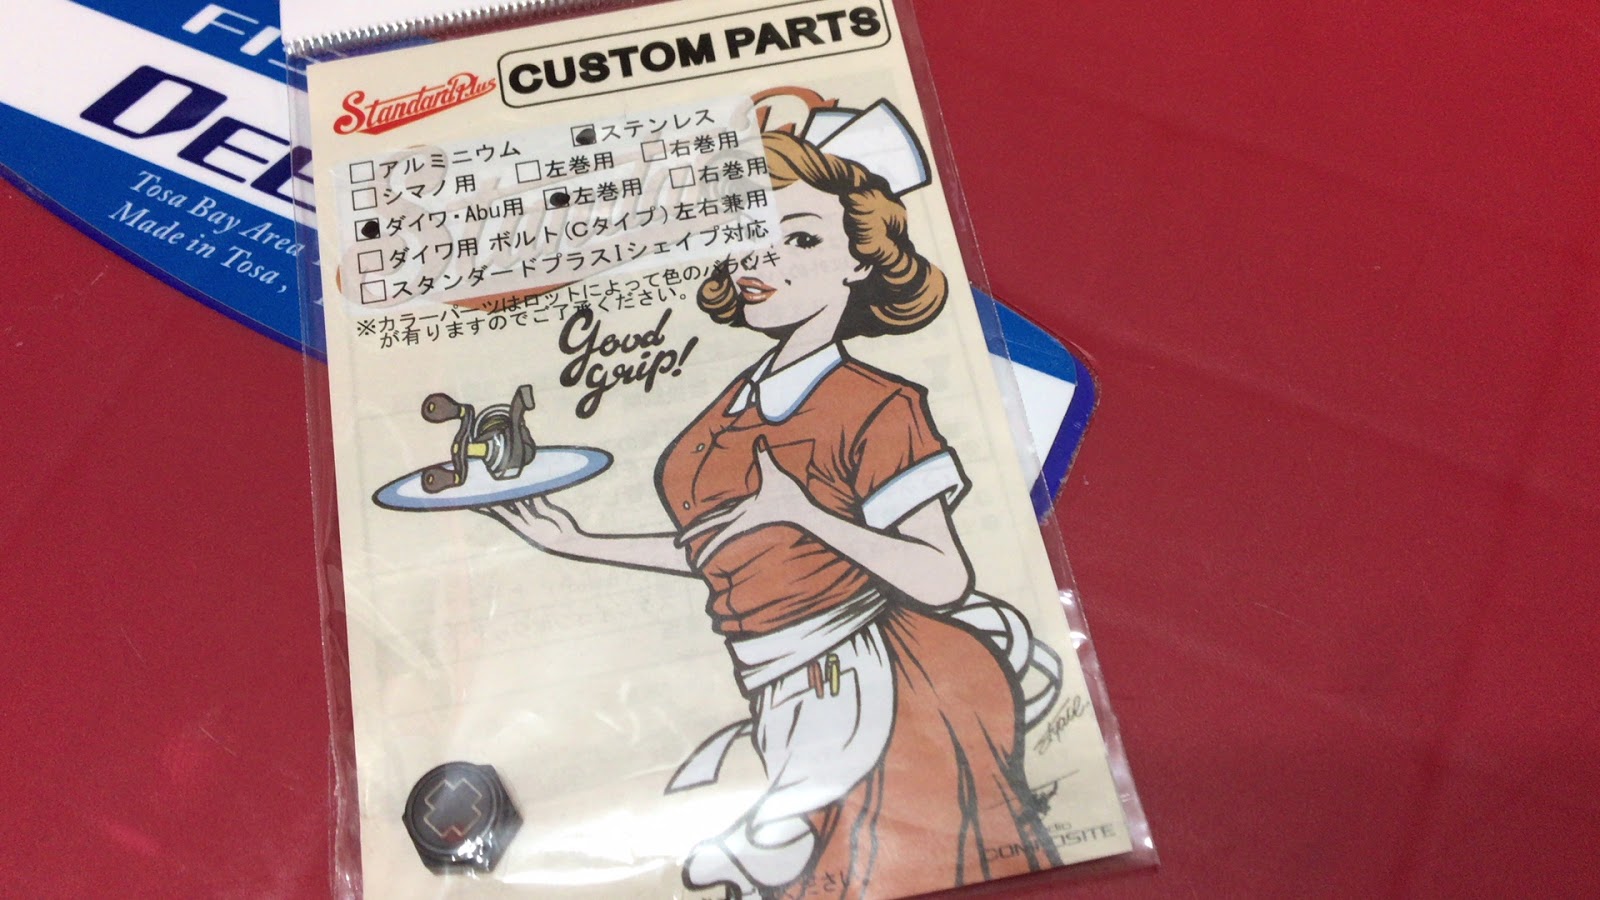 CUSTOM PARTS
StandardPlus
アルミニウム ステンレス
シマノ用 左巻用 右巻用
ダイワ・Abu用 左巻用 右巻用
ダイワ用 ボルト(Cタイプ)左右兼用
スタンダードプラスIシェイプ対応
※カラーパーツはロットによって色のバラツキ
が有りますのでご了承ください。
Good
grip!
COMPOSITE
Tosa Bay Area
Made in Tosa,